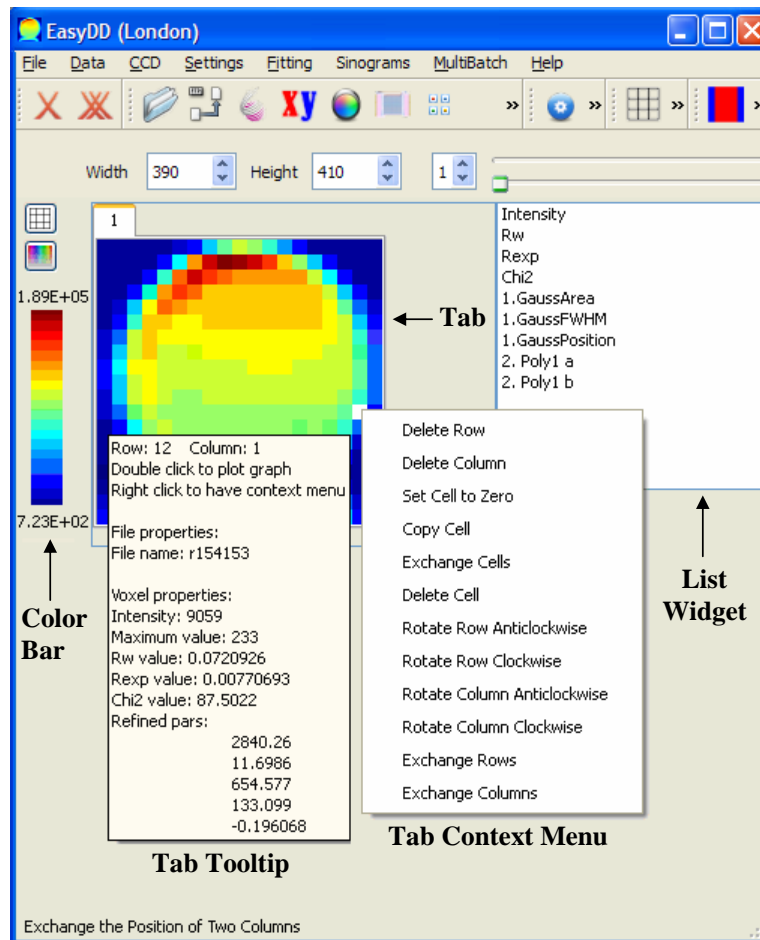 EasyDD (London)
File Data CCD Settings Fitting Sinograms MultiBatch Help
xy » » »
Width 390 Height 410 1
1
1.89E+05
7.23E+02
Color
Bar
Tab
Intensity
Rw
Rexp
Chi2
1.GaussArea
1.GaussFWHM
1.GaussPosition
2. Poly1 a
2. Poly1 b
List
Widget
Row: 12 Column: 1
Double click to plot graph
Right click to have context menu
File properties:
File name: r154153
Voxel properties:
Intensity: 9059
Maximum value: 233
Rw value: 0.0720926
Rexp value: 0.00770693
Chi2 value: 87.5022
Refined pars:
2840.26
11.6986
654.577
133.099
-0.196068
Tab Tooltip
Delete Row
Delete Column
Set Cell to Zero
Copy Cell
Exchange Cells
Delete Cell
Rotate Row Anticlockwise
Rotate Row Clockwise
Rotate Column Anticlockwise
Rotate Column Clockwise
Exchange Rows
Exchange Columns
Tab Context Menu
Exchange the Position of Two Columns